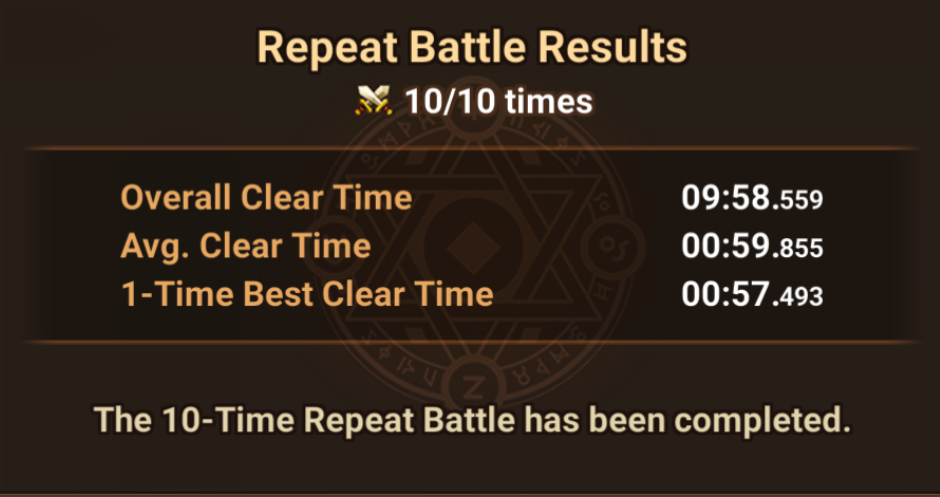 Repeat Battle Results
10/10 times
Overall Clear Time 09:58.559
Avg. Clear Time 00:59.855
1-Time Best Clear Time 00:57.493
The 10-Time Repeat Battle has been completed.